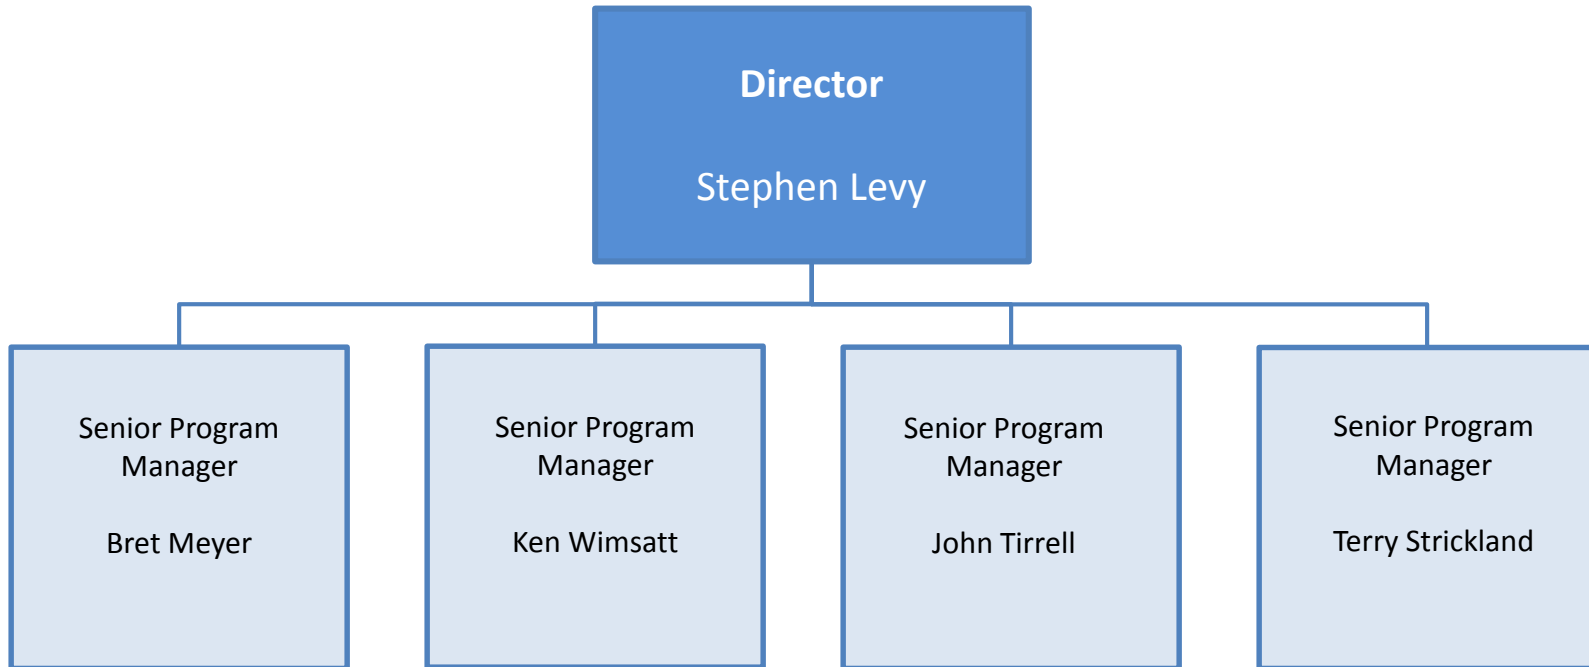 Director
Stephen Levy
Senior Program
Manager
Bret Meyer
Senior Program
Manager
Ken Wimsatt
Senior Program
Manager
John Tirrell
Senior Program
Manager
Terry Strickland